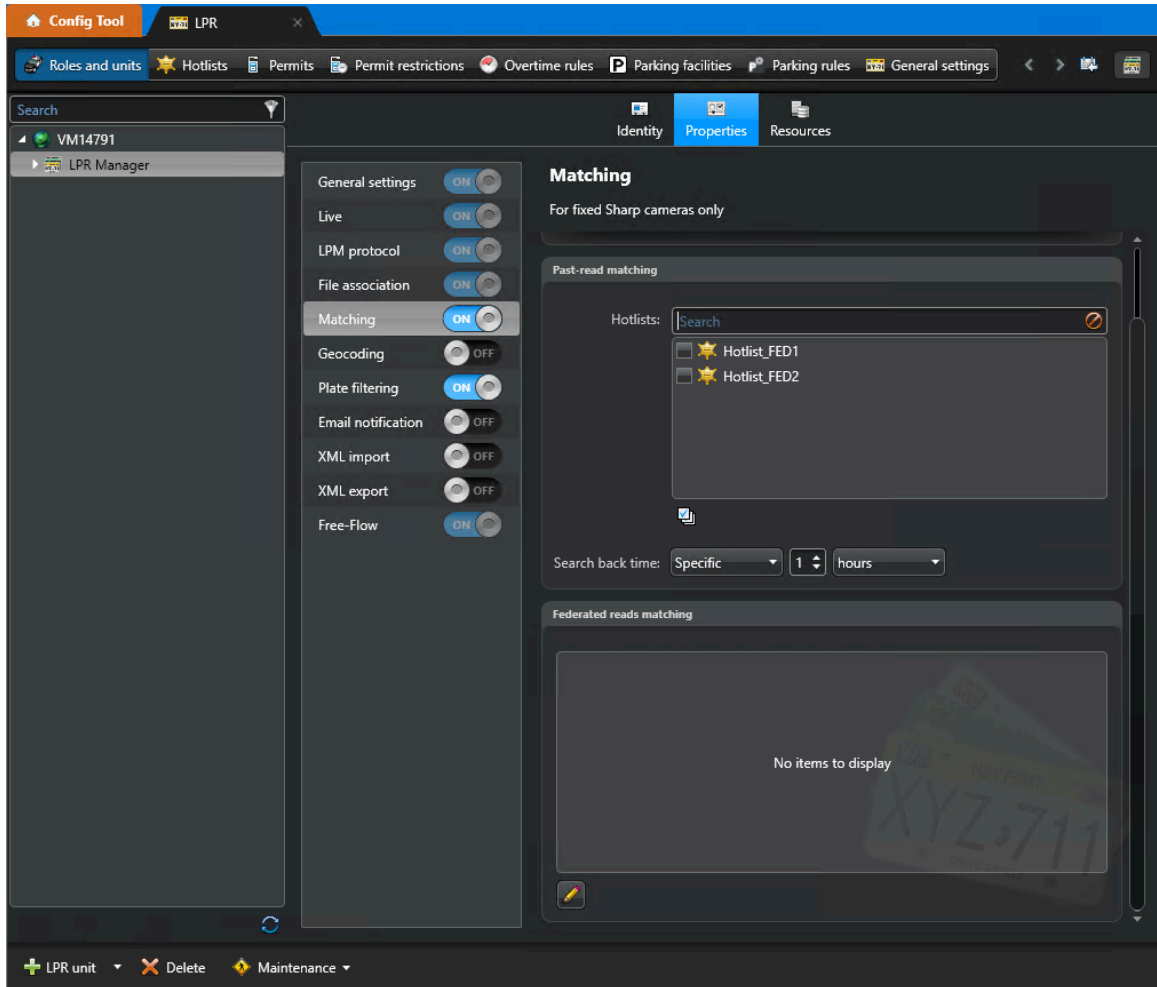 Config Tool
LPR
Roles and units
Hotlists
Permits
Permit restrictions
Overtime rules
Parking facilities
Parking rules
General settings
Search
VM14791
LPR Manager
Identity
Properties
Resources
General settings ON
Live ON
LPM protocol ON
File association ON
Matching ON
Geocoding OFF
Plate filtering ON
Email notification OFF
XML import OFF
XML export OFF
Free-Flow ON
Matching
For fixed Sharp cameras only
Past-read matching
Hotlists: Search
Hotlist_FED1
Hotlist_FED2
Search back time: Specific 1 hours
Federated reads matching
No items to display
XYZ 711
LPR unit
Delete
Maintenance